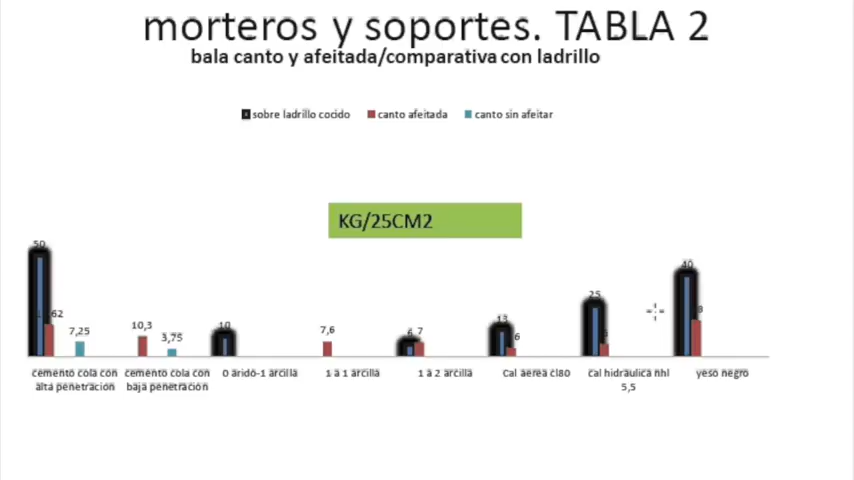 morteros y soportes. TABLA 2
bala canto y afeitada/comparativa con ladrillo
sobre ladrillo cocido canto afeitada canto sin afeitar
KG/25CM2
50
7,25
10,3
3,75
10
7,6
6 7
13
6
25
40
8
cemento cola con alta penetración
cemento cola con baja penetración
0 arido-1 arcilla
1 a 1 arcilla
1 a 2 arcilla
Cal aerea cl80
cal hidráulica nhl 5,5
yeso negro